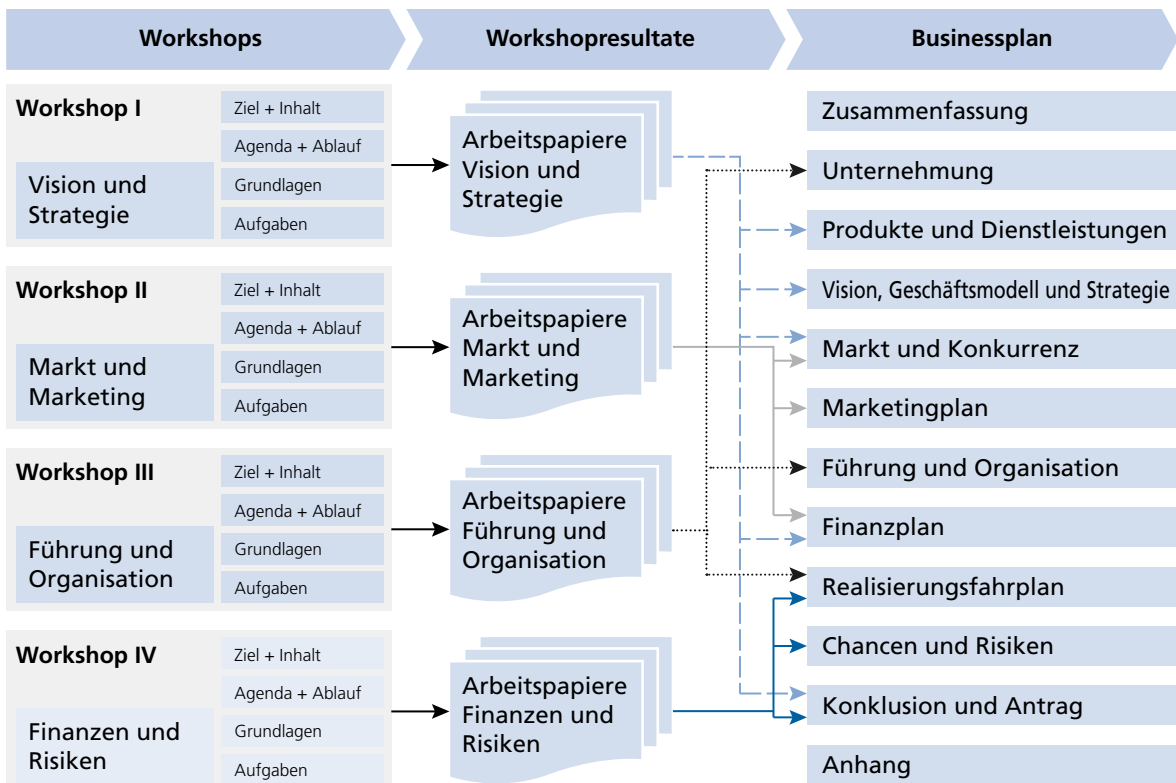 Workshops
Workshopresultate
Businessplan
Workshop I
Vision und
Strategie
Ziel + Inhalt
Agenda + Ablauf
Grundlagen
Aufgaben
Arbeitspapiere
Vision und
Strategie
Workshop II
Markt und
Marketing
Ziel + Inhalt
Agenda + Ablauf
Grundlagen
Aufgaben
Arbeitspapiere
Markt und
Marketing
Workshop III
Führung und
Organisation
Ziel + Inhalt
Agenda + Ablauf
Grundlagen
Aufgaben
Arbeitspapiere
Führung und
Organisation
Workshop IV
Finanzen und
Risiken
Ziel + Inhalt
Agenda + Ablauf
Grundlagen
Aufgaben
Arbeitspapiere
Finanzen und
Risiken
Zusammenfassung
Unternehmung
Produkte und Dienstleistungen
Vision, Geschäftsmodell und Strategie
Markt und Konkurrenz
Marketingplan
Führung und Organisation
Finanzplan
Realisierungsfahrplan
Chancen und Risiken
Konklusion und Antrag
Anhang